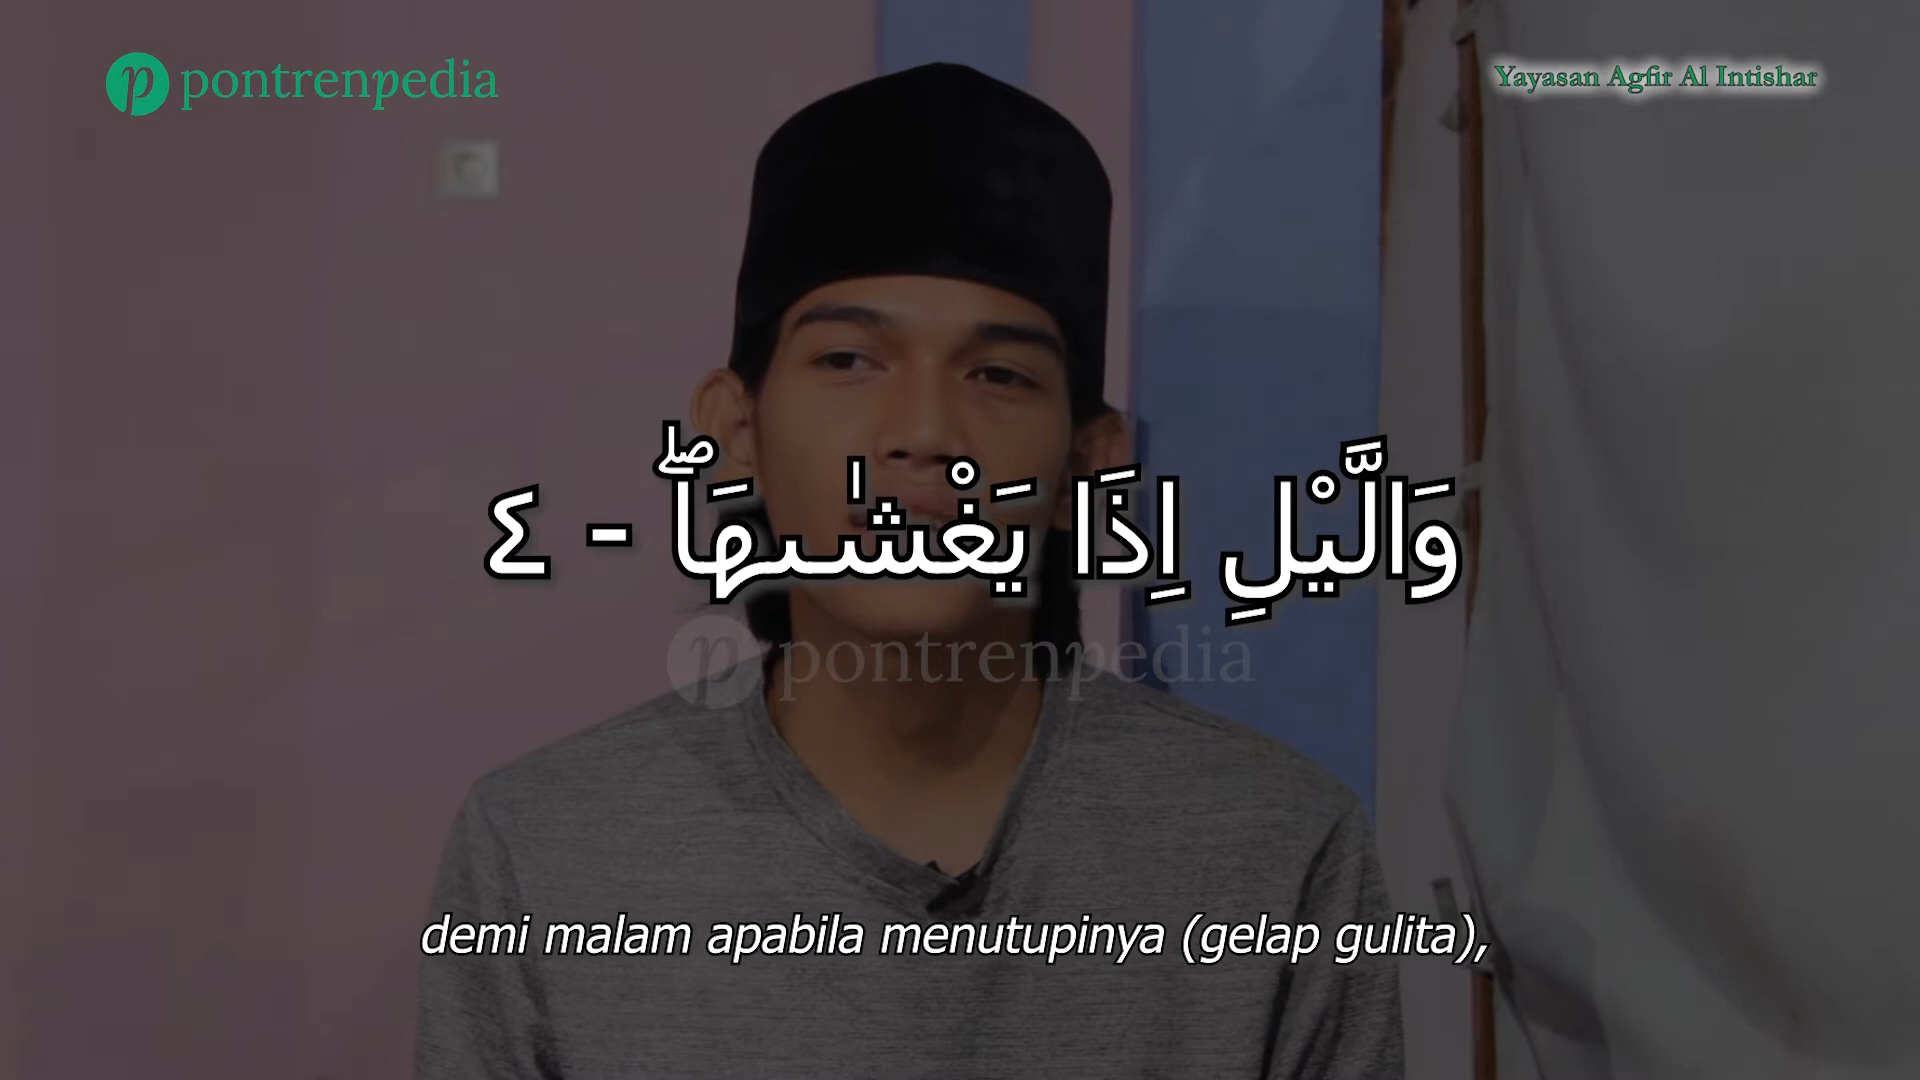 pontrenpedia
Yayasan Agfir Al Intishar
وَالَّيْلِ اِذَا يَغْشٰىهَاۖ - ٤
pontrenpedia
demi malam apabila menutupinya (gelap gulita),